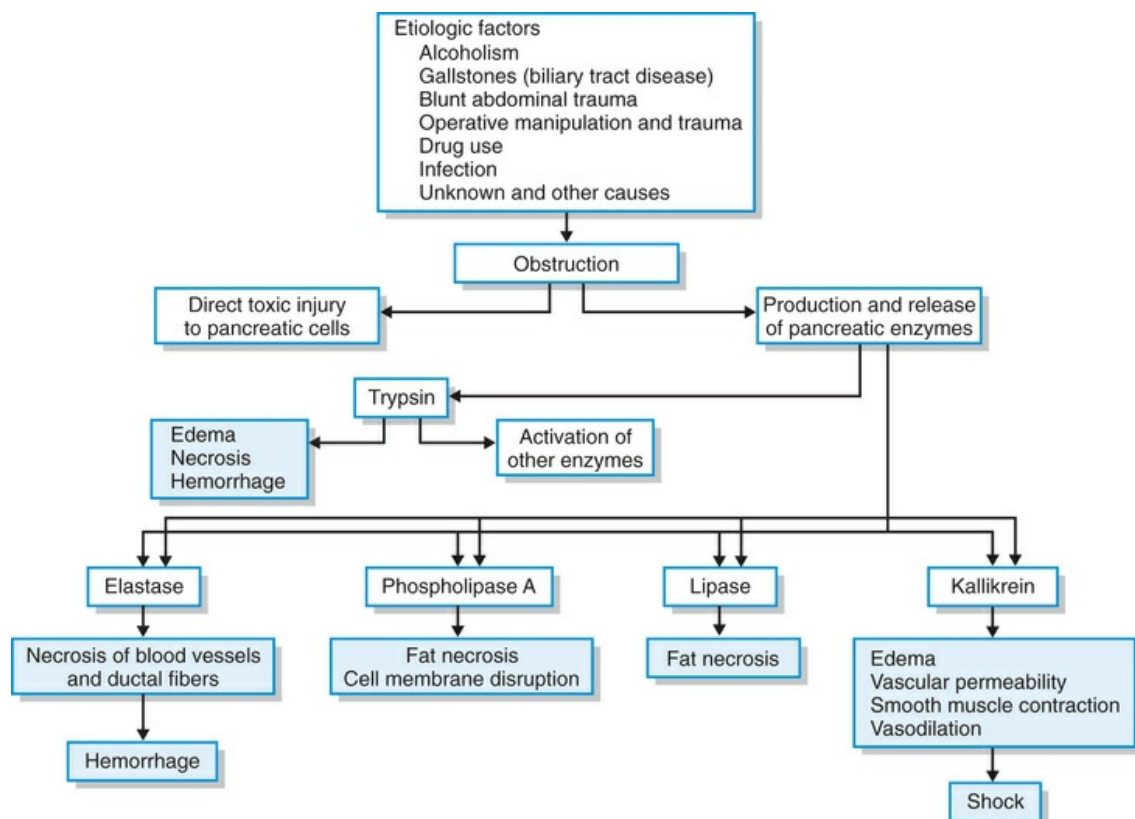 Etiologic factors
Alcoholism
Gallstones (biliary tract disease)
Blunt abdominal trauma
Operative manipulation and trauma
Drug use
Infection
Unknown and other causes
Obstruction
Direct toxic injury
to pancreatic cells
Production and release
of pancreatic enzymes
Trypsin
Edema
Necrosis
Hemorrhage
Activation of
other enzymes
Elastase
Phospholipase A
Lipase
Kallikrein
Necrosis of blood vessels
and ductal fibers
Fat necrosis
Cell membrane disruption
Fat necrosis
Edema
Vascular permeability
Smooth muscle contraction
Vasodilation
Hemorrhage
Shock